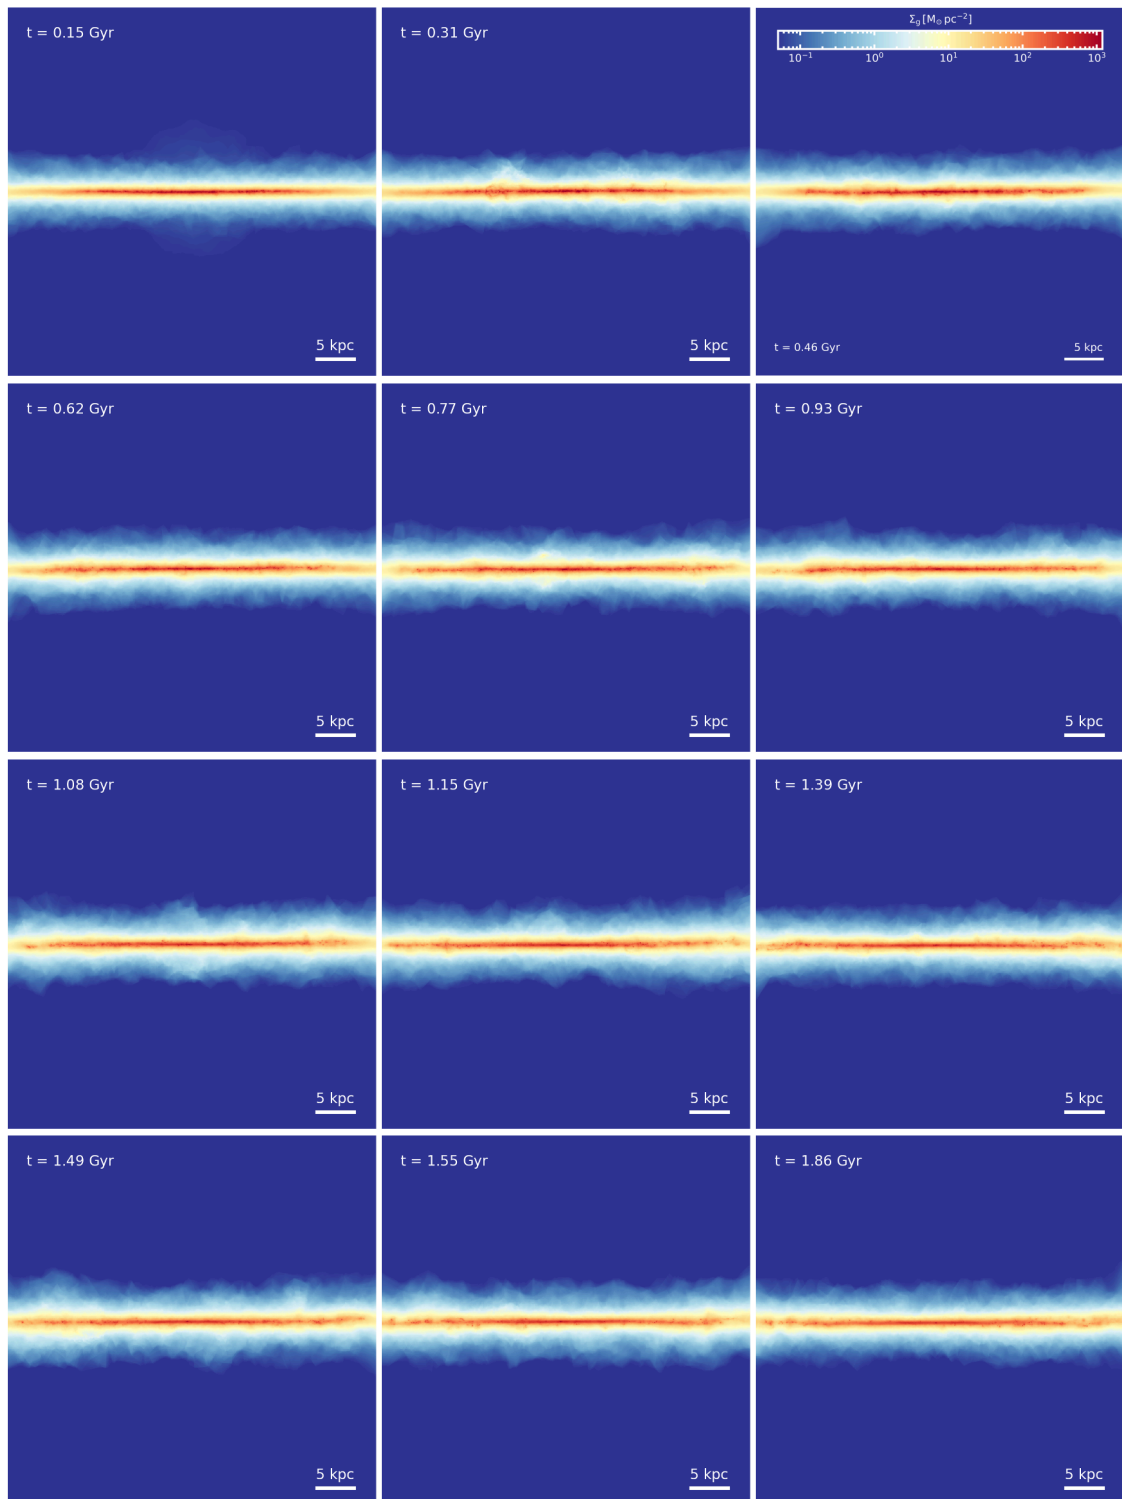 t = 0.15 Gyr
5 kpc
t = 0.31 Gyr
5 kpc
Σg [M⊙ pc⁻²]
10⁻¹ 10⁰ 10¹ 10² 10³
t = 0.46 Gyr
5 kpc
t = 0.62 Gyr
5 kpc
t = 0.77 Gyr
5 kpc
t = 0.93 Gyr
5 kpc
t = 1.08 Gyr
5 kpc
t = 1.15 Gyr
5 kpc
t = 1.39 Gyr
5 kpc
t = 1.49 Gyr
5 kpc
t = 1.55 Gyr
5 kpc
t = 1.86 Gyr
5 kpc